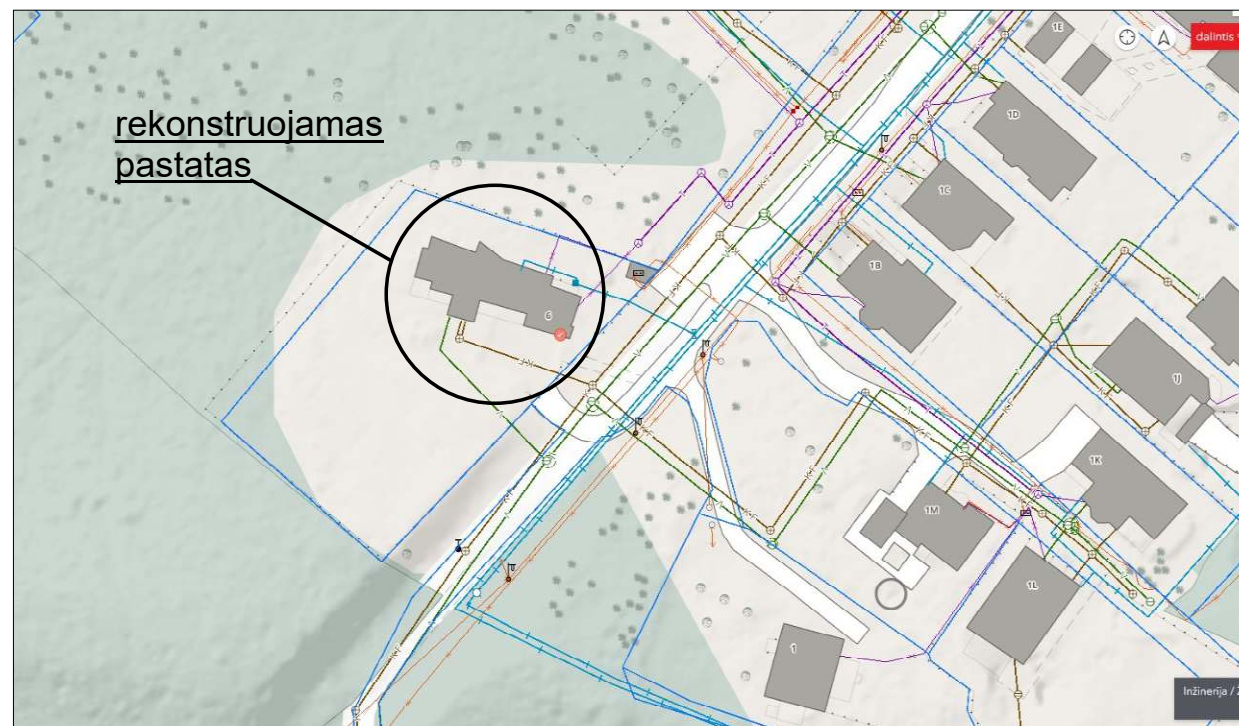 1E
dalintis
1D
rekonstruojamas
pastatas
1C
1B
6
1J
1K
1M
1L
1
Inžinerija / Ž